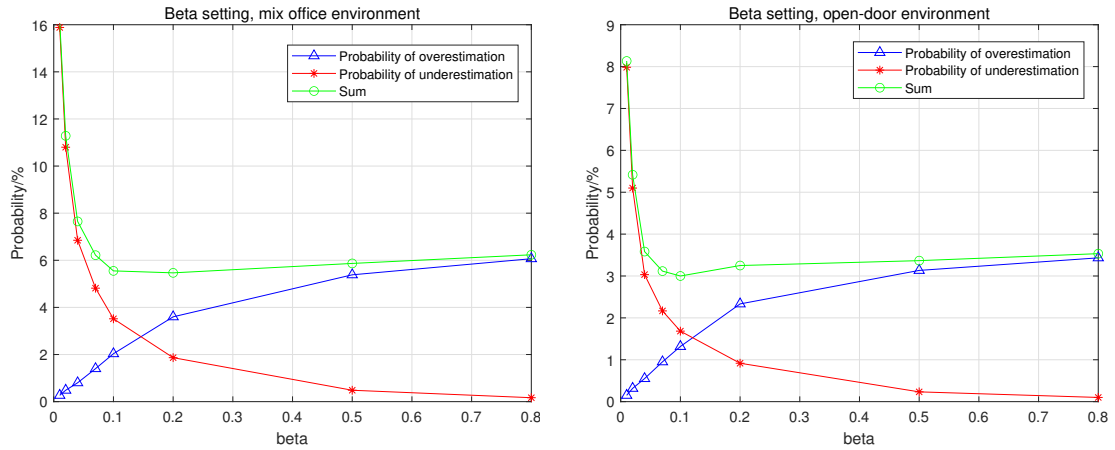 Beta setting, mix office environment
Probability/%
16
14
12
10
8
6
4
2
0
Probability of overestimation
Probability of underestimation
Sum
0 0.1 0.2 0.3 0.4 0.5 0.6 0.7 0.8
beta
Beta setting, open-door environment
Probability/%
9
8
7
6
5
4
3
2
1
0
Probability of overestimation
Probability of underestimation
Sum
0 0.1 0.2 0.3 0.4 0.5 0.6 0.7 0.8
beta